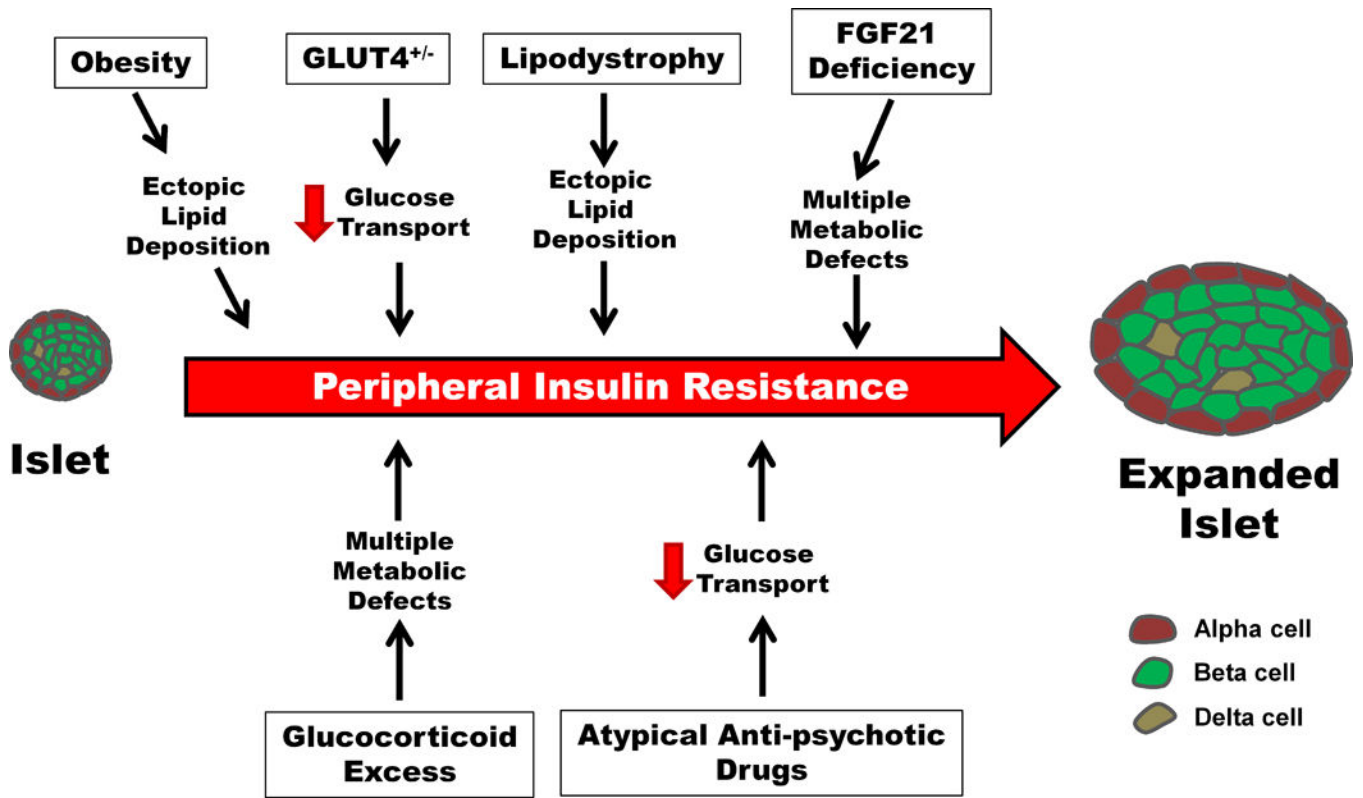 Obesity
GLUT4+/-
Lipodystrophy
FGF21
Deficiency
Ectopic
Lipid
Deposition
Glucose
Transport
Ectopic
Lipid
Deposition
Multiple
Metabolic
Defects
Peripheral Insulin Resistance
Islet
Expanded
Islet
Multiple
Metabolic
Defects
Glucose
Transport
Glucocorticoid
Excess
Atypical Anti-psychotic
Drugs
Alpha cell
Beta cell
Delta cell